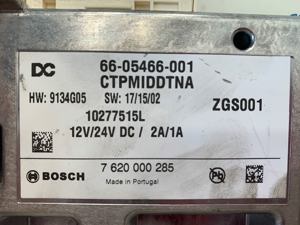 DC 66-05466-001
CTPMIDDTNA
HW: 9134G05 SW: 17/15/02 ZGS001
10277515L
12V/24V DC / 2A/1A
BOSCH 7 620 000 285
Made in Portugal
Pb